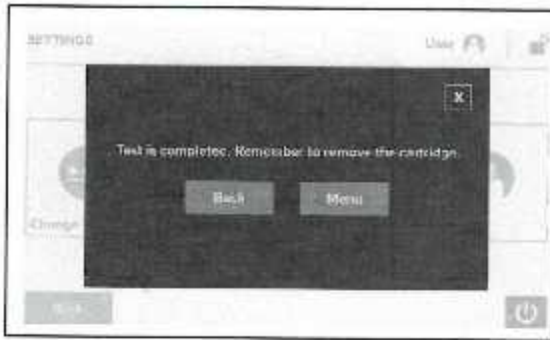 SETTINGS
User
X
Test is completed. Remember to remove the cartridge.
Back
Menu
Change